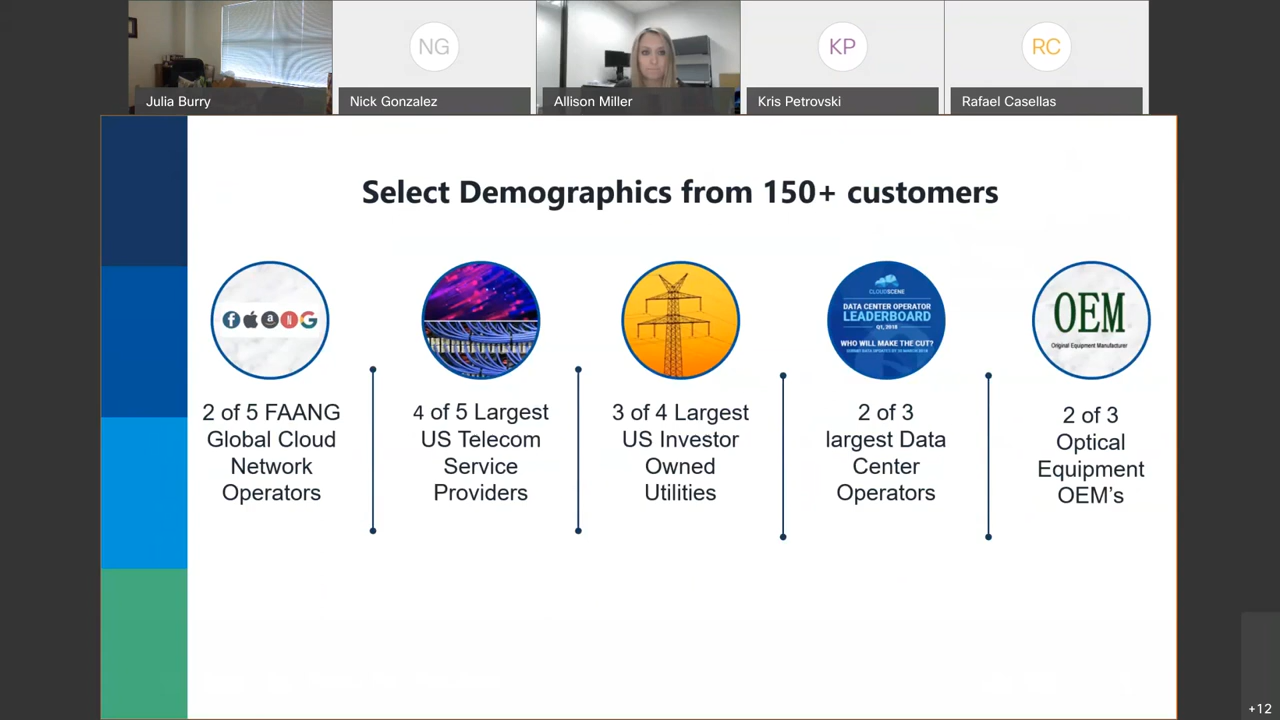 NG
KP
RC
Julia Burry
Nick Gonzalez
Allison Miller
Kris Petrovski
Rafael Casellas
Select Demographics from 150+ customers
CLOUDSCENE
DATA CENTER OPERATOR
LEADERBOARD
Q1, 2018
WHO WILL MAKE THE CUT?
OEM
Original Equipment Manufacturer
2 of 5 FAANG
Global Cloud
Network
Operators
4 of 5 Largest
US Telecom
Service
Providers
3 of 4 Largest
US Investor
Owned
Utilities
2 of 3
largest Data
Center
Operators
2 of 3
Optical
Equipment
OEM’s
+12